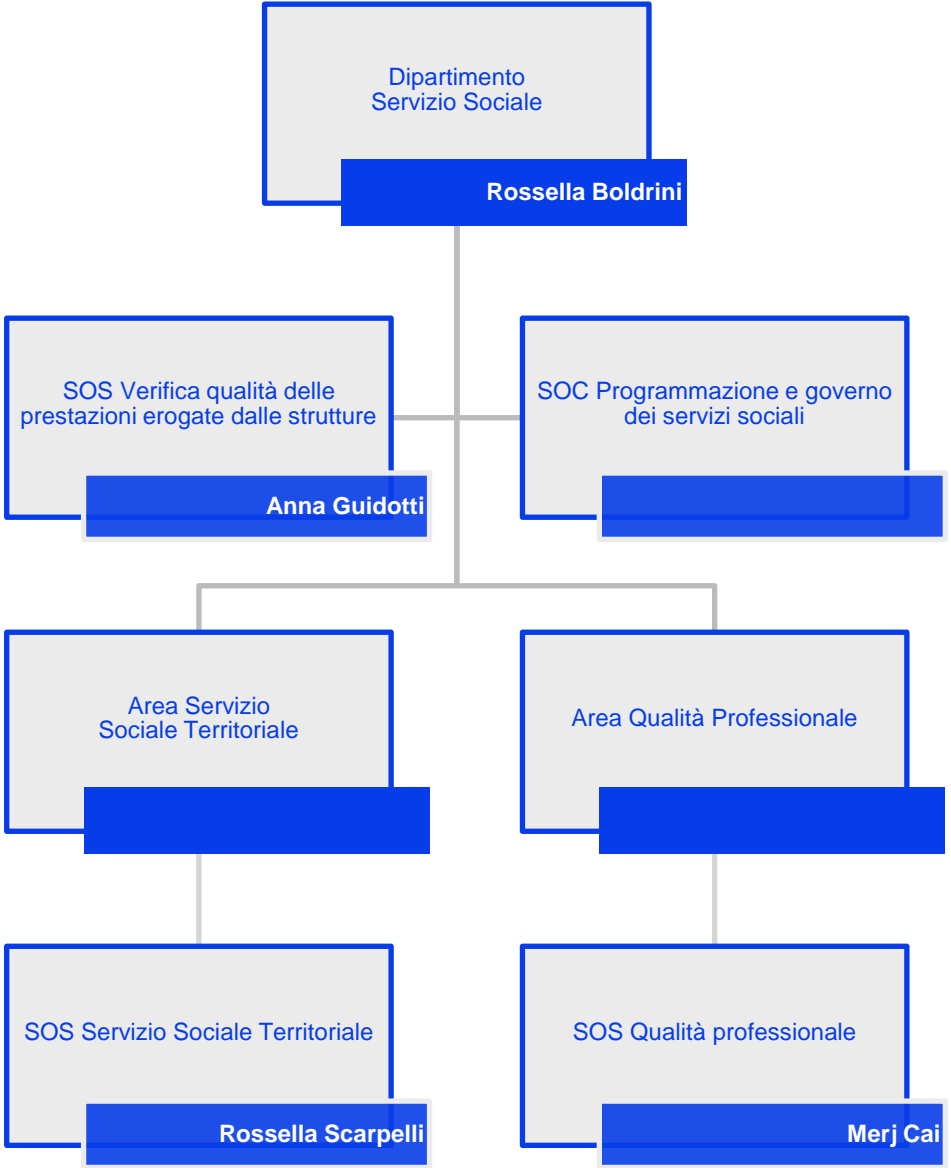 Dipartimento
Servizio Sociale
Rossella Boldrini
SOS Verifica qualità delle
prestazioni erogate dalle strutture
Anna Guidotti
SOC Programmazione e governo
dei servizi sociali
Area Servizio
Sociale Territoriale
Area Qualità Professionale
SOS Servizio Sociale Territoriale
Rossella Scarpelli
SOS Qualità professionale
Merj Cai